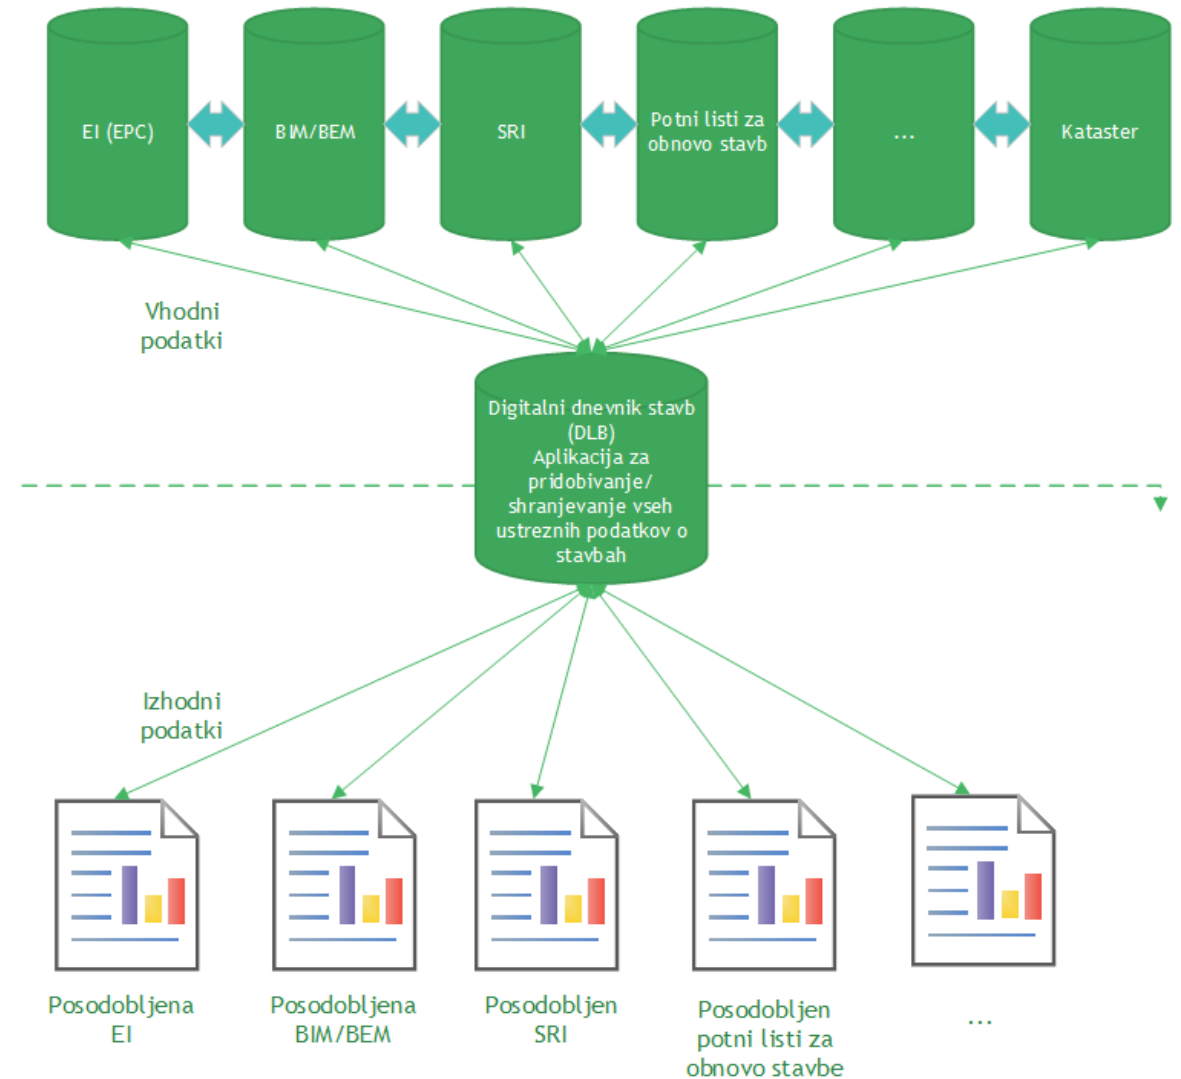 EI (EPC)
BIM/BEM
SRI
Potni listi za
obnovo stavb
...
Kataster
Vhodni
podatki
Digitalni dnevnik stavb
(DLB)
Aplikacija za
pridobivanje/
shranjevanje vseh
ustreznih podatkov o
stavbah
Izhodni
podatki
Posodobljena
EI
Posodobljena
BIM/BEM
Posodobljen
SRI
Posodobljen
potni listi za
obnovo stavbe
...